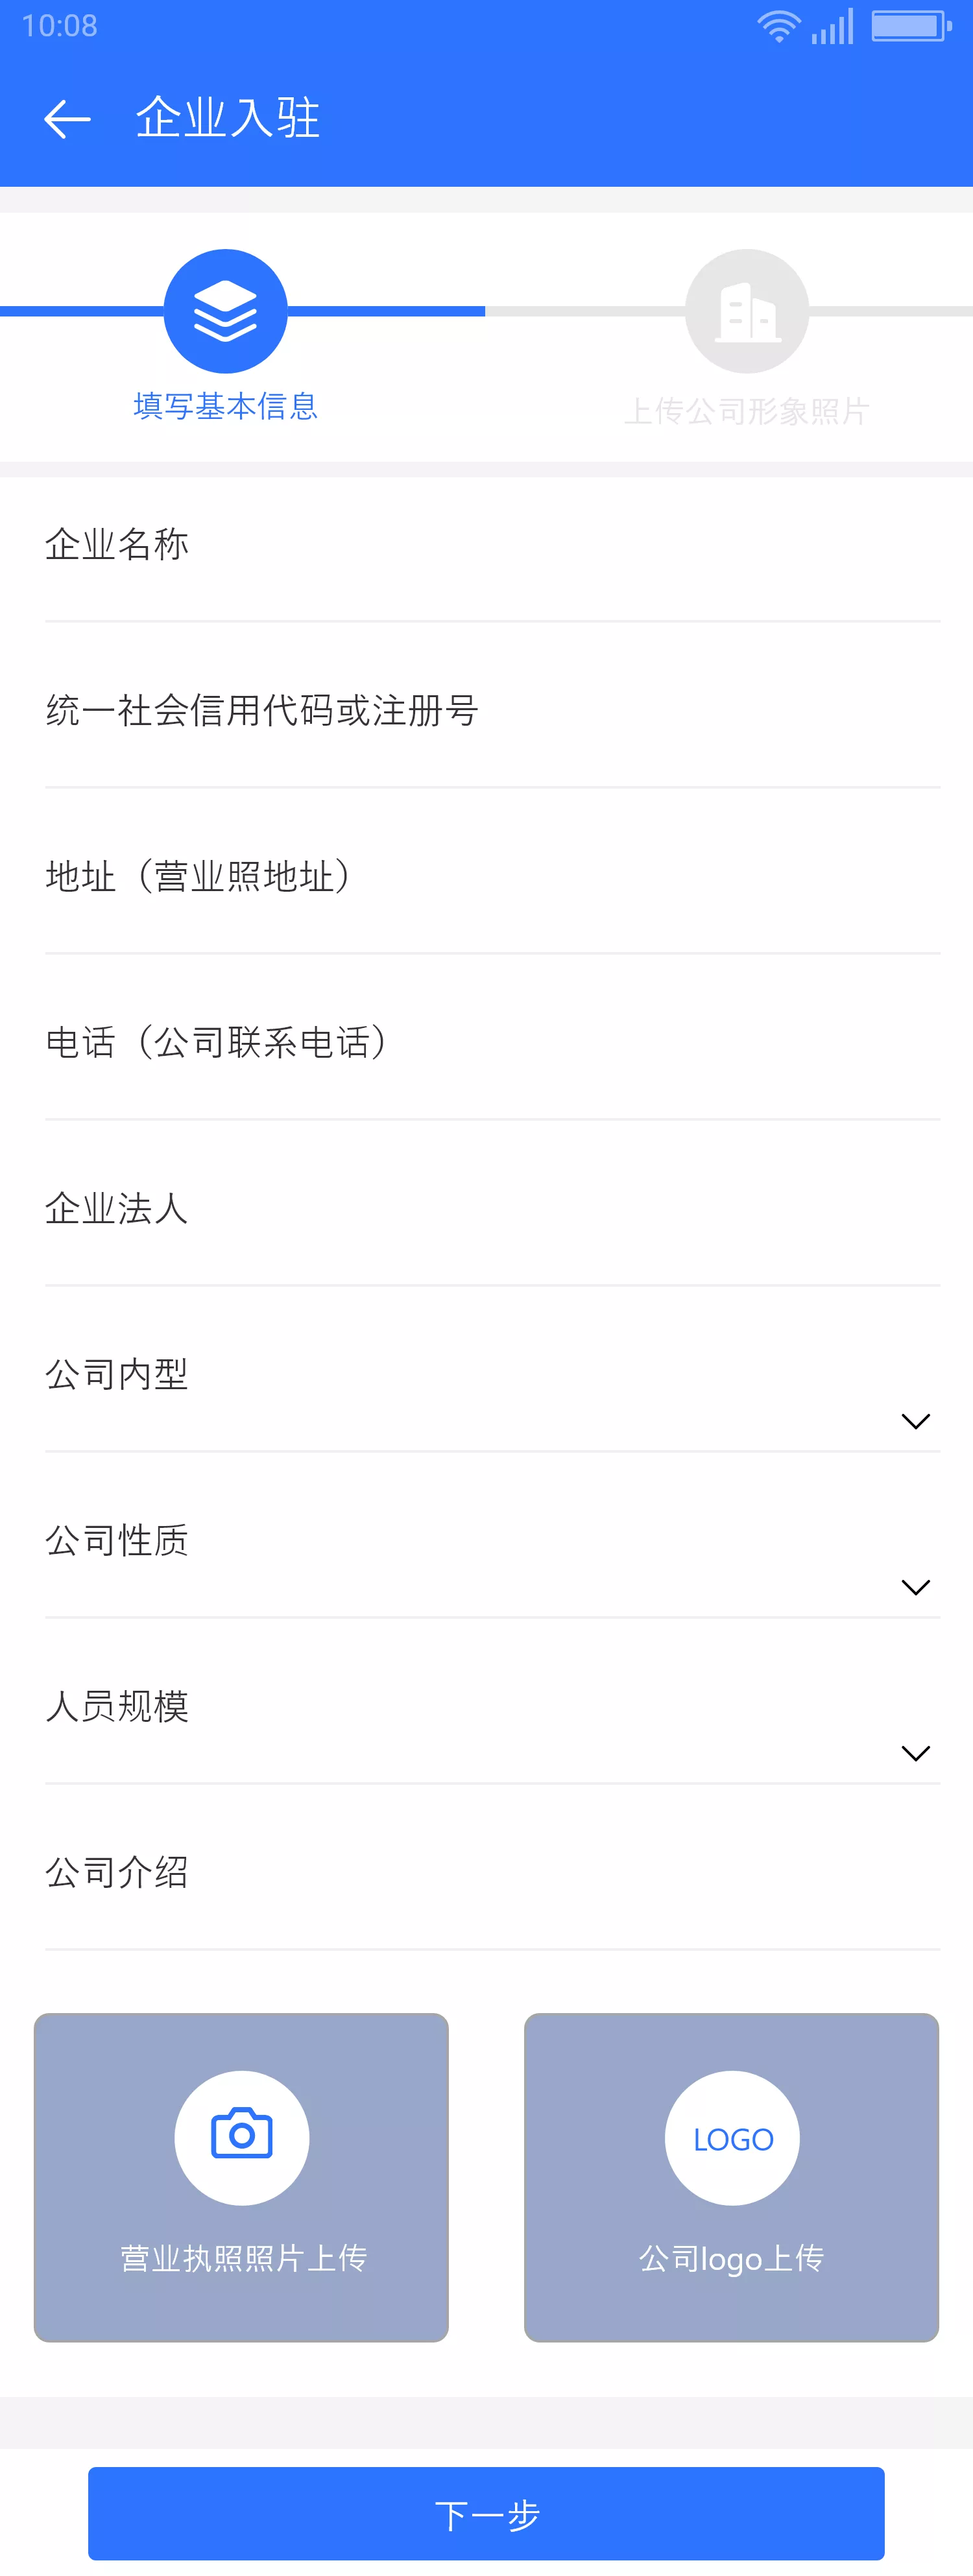 10:08
企业入驻
填写基本信息
上传公司形象照片
企业名称
统一社会信用代码或注册号
地址（营业照地址）
电话（公司联系电话）
企业法人
公司内型
公司性质
人员规模
公司介绍
LOGO
营业执照照片上传
公司logo上传
下一步